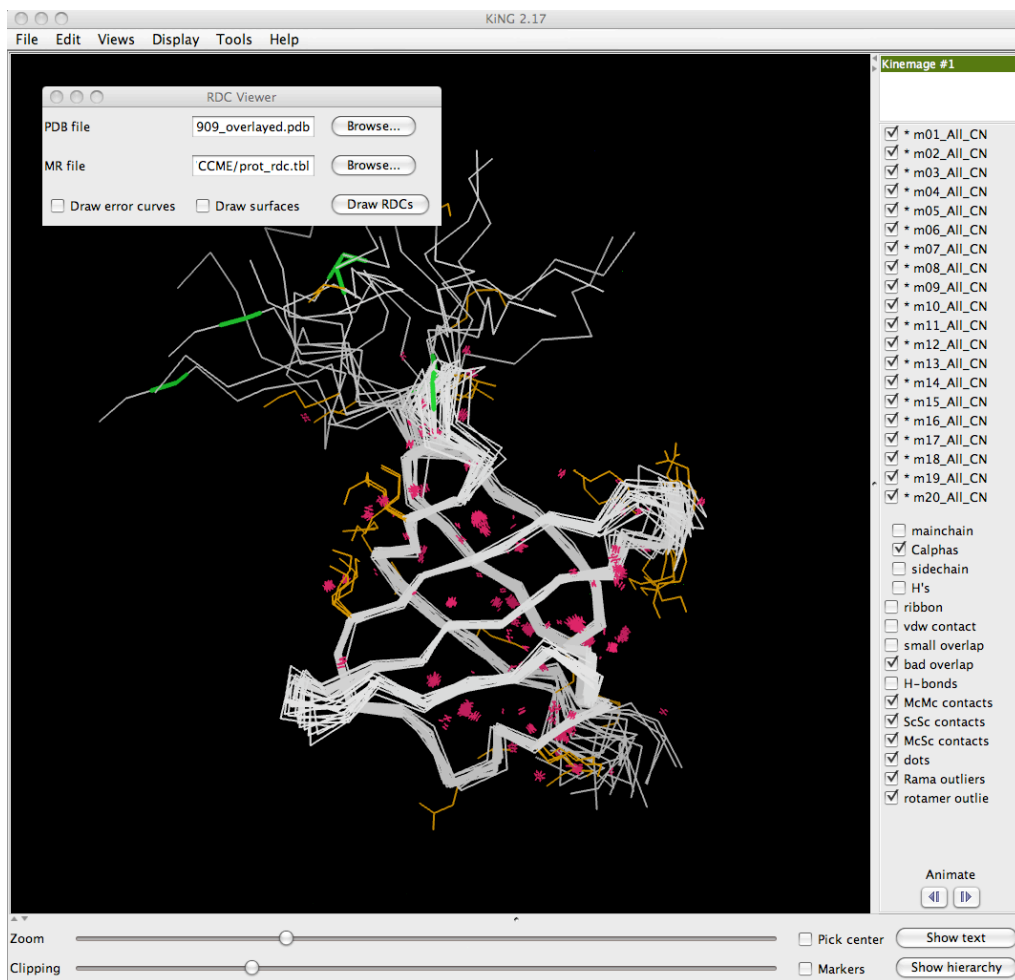 KiNG 2.17
File Edit Views Display Tools Help
Kinemage #1
RDC Viewer
PDB file 909_overlayed.pdb Browse...
MR file CCME/prot_rdc.tbl Browse...
Draw error curves Draw surfaces Draw RDCs
* m01_All_CN
* m02_All_CN
* m03_All_CN
* m04_All_CN
* m05_All_CN
* m06_All_CN
* m07_All_CN
* m08_All_CN
* m09_All_CN
* m10_All_CN
* m11_All_CN
* m12_All_CN
* m13_All_CN
* m14_All_CN
* m15_All_CN
* m16_All_CN
* m17_All_CN
* m18_All_CN
* m19_All_CN
* m20_All_CN
mainchain
Calphas
sidechain
H's
ribbon
vdw contact
small overlap
bad overlap
H-bonds
McMc contacts
ScSc contacts
McSc contacts
dots
Rama outliers
rotamer outlie
Animate
Zoom Pick center Show text
Clipping Markers Show hierarchy